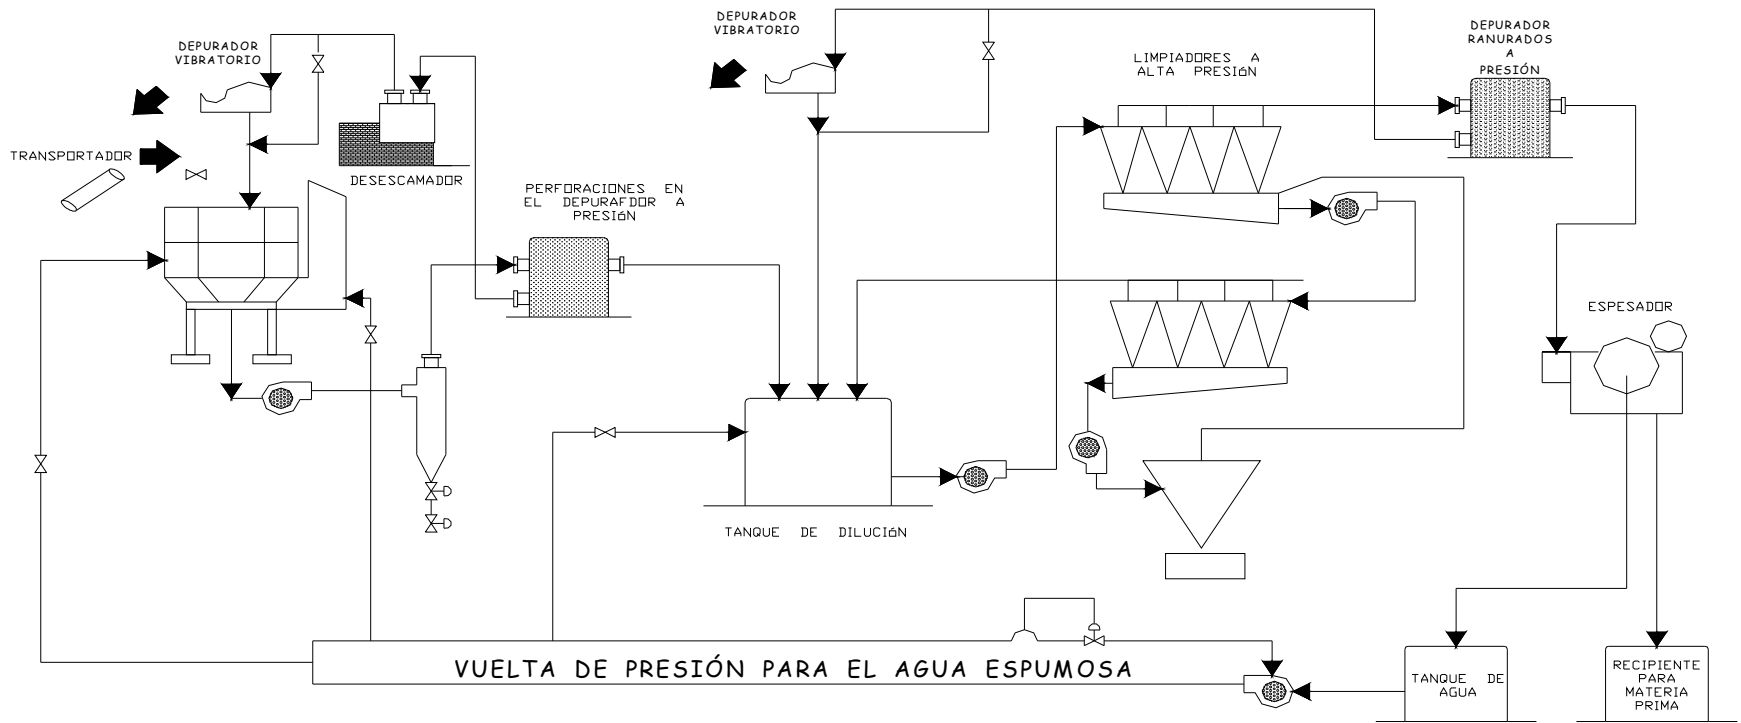 DEPURADOR
VIBRATORIO
DEPURADOR
VIBRATORIO
DEPURADOR
RANURADOS
A
PRESIÓN
LIMPIADORES A
ALTA PRESIóN
TRANSPORTADOR
DESESCAMADOR
PERFORACIONES EN
EL DEPURAFDOR A
PRESIóN
ESPESADOR
TANQUE DE DILUCIóN
VUELTA DE PRESIÓN PARA EL AGUA ESPUMOSA
TANQUE DE
AGUA
RECIPIENTE
PARA
MATERIA
PRIMA